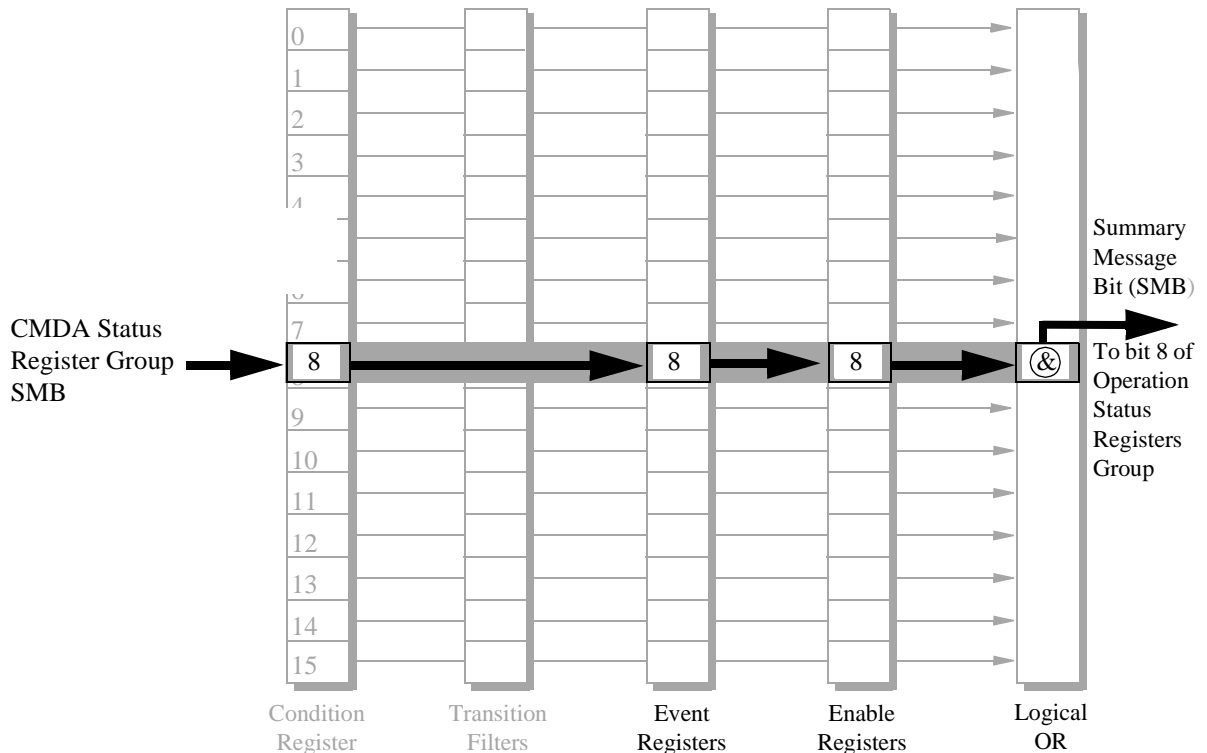 0
1
2
3
4
7
CMDA Status
Register Group
SMB
8
8
8
&
Summary
Message
Bit (SMB)
To bit 8 of
Operation
Status
Registers
Group
9
10
11
12
13
14
15
Condition
Register
Transition
Filters
Event
Registers
Enable
Registers
Logical
OR